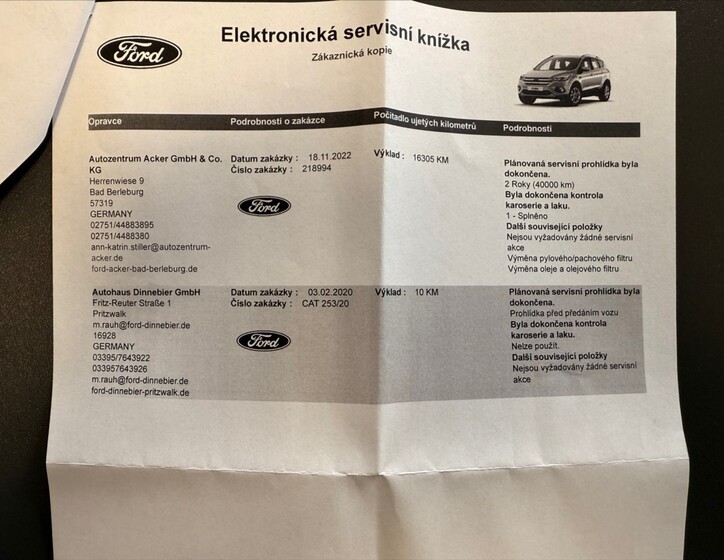 Ford
Elektronická servisní knížka
Zákaznická kopie
Opravce Podrobnosti o zakázce Počitadlo ujetých kilometrů Podrobnosti
Autozentrum Acker GmbH & Co.
KG
Herrenwiese 9
Bad Berleburg
57319
GERMANY
02751/44883895
02751/4488380
ann-katrin.stiller@autozentrum-
acker.de
ford-acker-bad-berleburg.de
Datum zakázky : 18.11.2022
Číslo zakázky : 218994
Ford
Výklad : 16305 KM
Plánovaná servisní prohlídka byla
dokončena.
2 Roky (40000 km)
Byla dokončena kontrola
karoserie a laku.
1 - Splněno
Další související položky
Nejsou vyžadovány žádné servisní
akce
Výměna pylového/pachového filtru
Výměna oleje a olejového filtru
Autohaus Dinnebier GmbH
Fritz-Reuter Straße 1
Pritzwalk
m.rauh@ford-dinnebier.de
16928
GERMANY
03395/7643922
033957643926
m.rauh@ford-dinnebier.de
ford-dinnebier-pritzwalk.de
Datum zakázky : 03.02.2020
Číslo zakázky : CAT 253/20
Ford
Výklad : 10 KM
Plánovaná servisní prohlídka byla
dokončena.
Prohlídka před předáním vozu
Byla dokončena kontrola
karoserie a laku.
Nelze použít.
Další související položky
Nejsou vyžadovány žádné servisní
akce